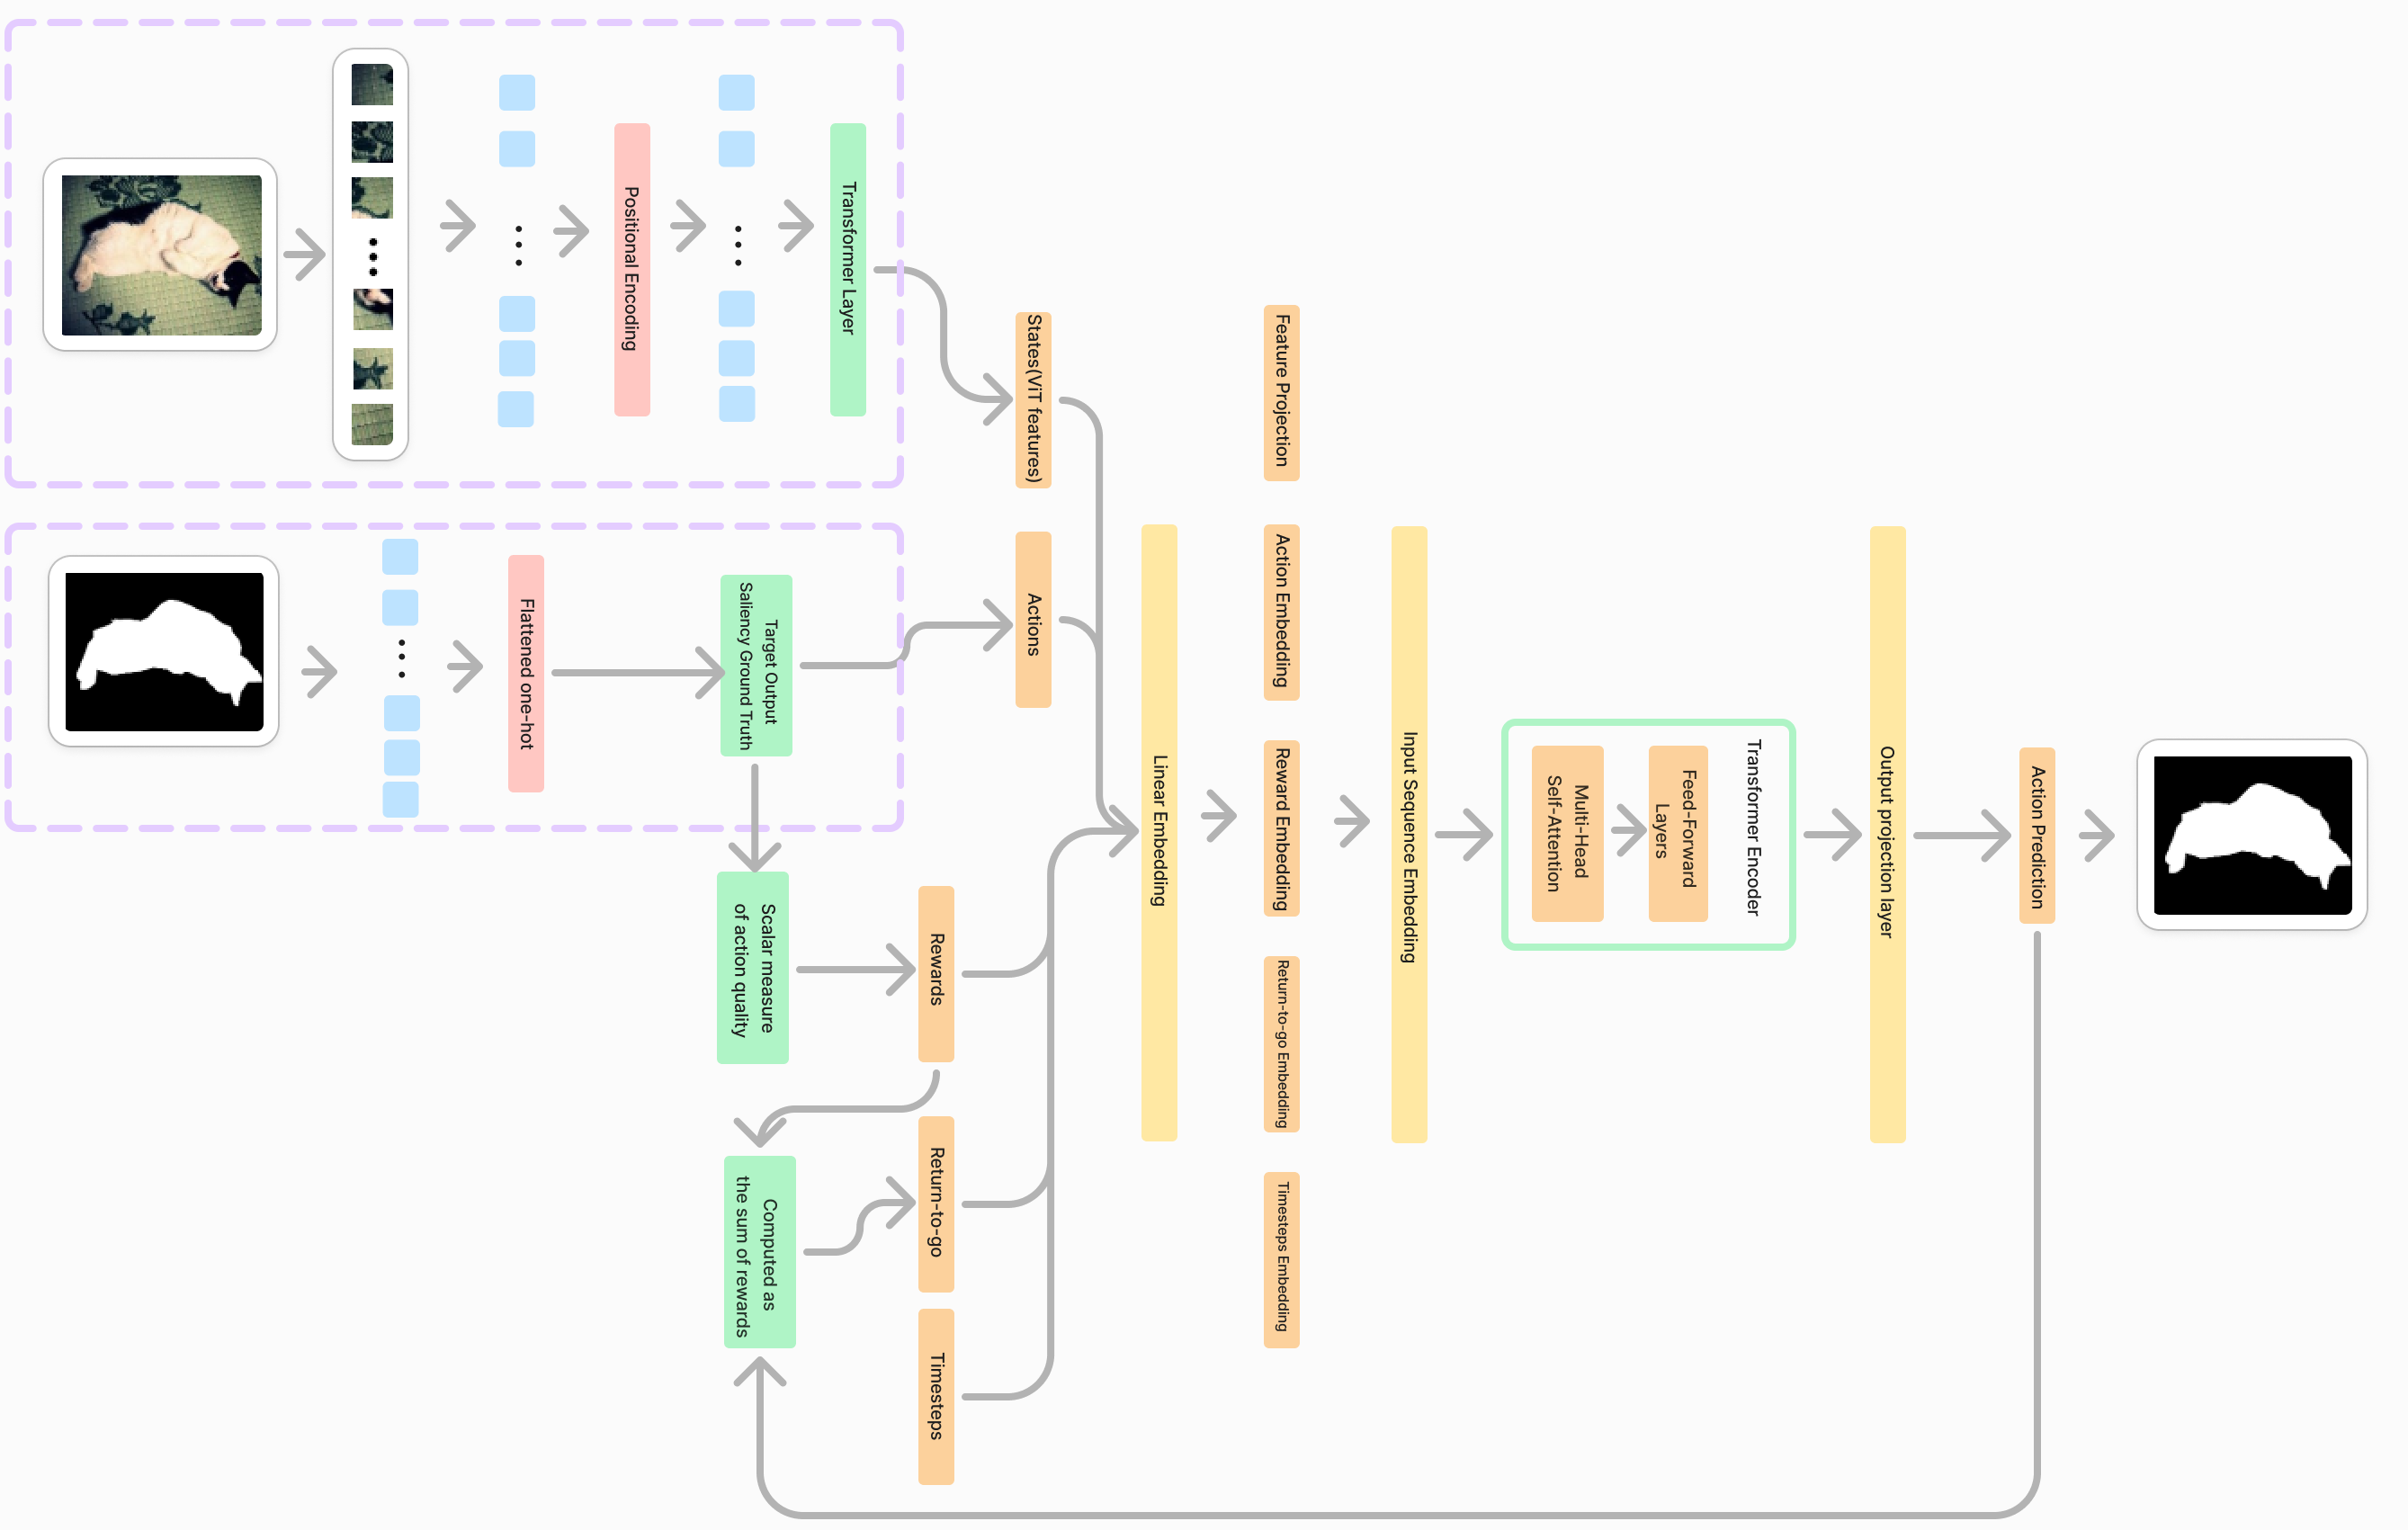 Positional Encoding
Transformer Layer
States(ViT features)
Feature Projection
Flattened one-hot
Target Output
Saliency Ground Truth
Actions
Action Embedding
Linear Embedding
Reward Embedding
Input Sequence Embedding
Multi-Head
Self-Attention
Feed-Forward
Layers
Transformer Encoder
Output projection layer
Action Prediction
Scalar measure
of action quality
Rewards
Return-to-go Embedding
Computed as
the sum of rewards
Return-to-go
Timesteps Embedding
Timesteps